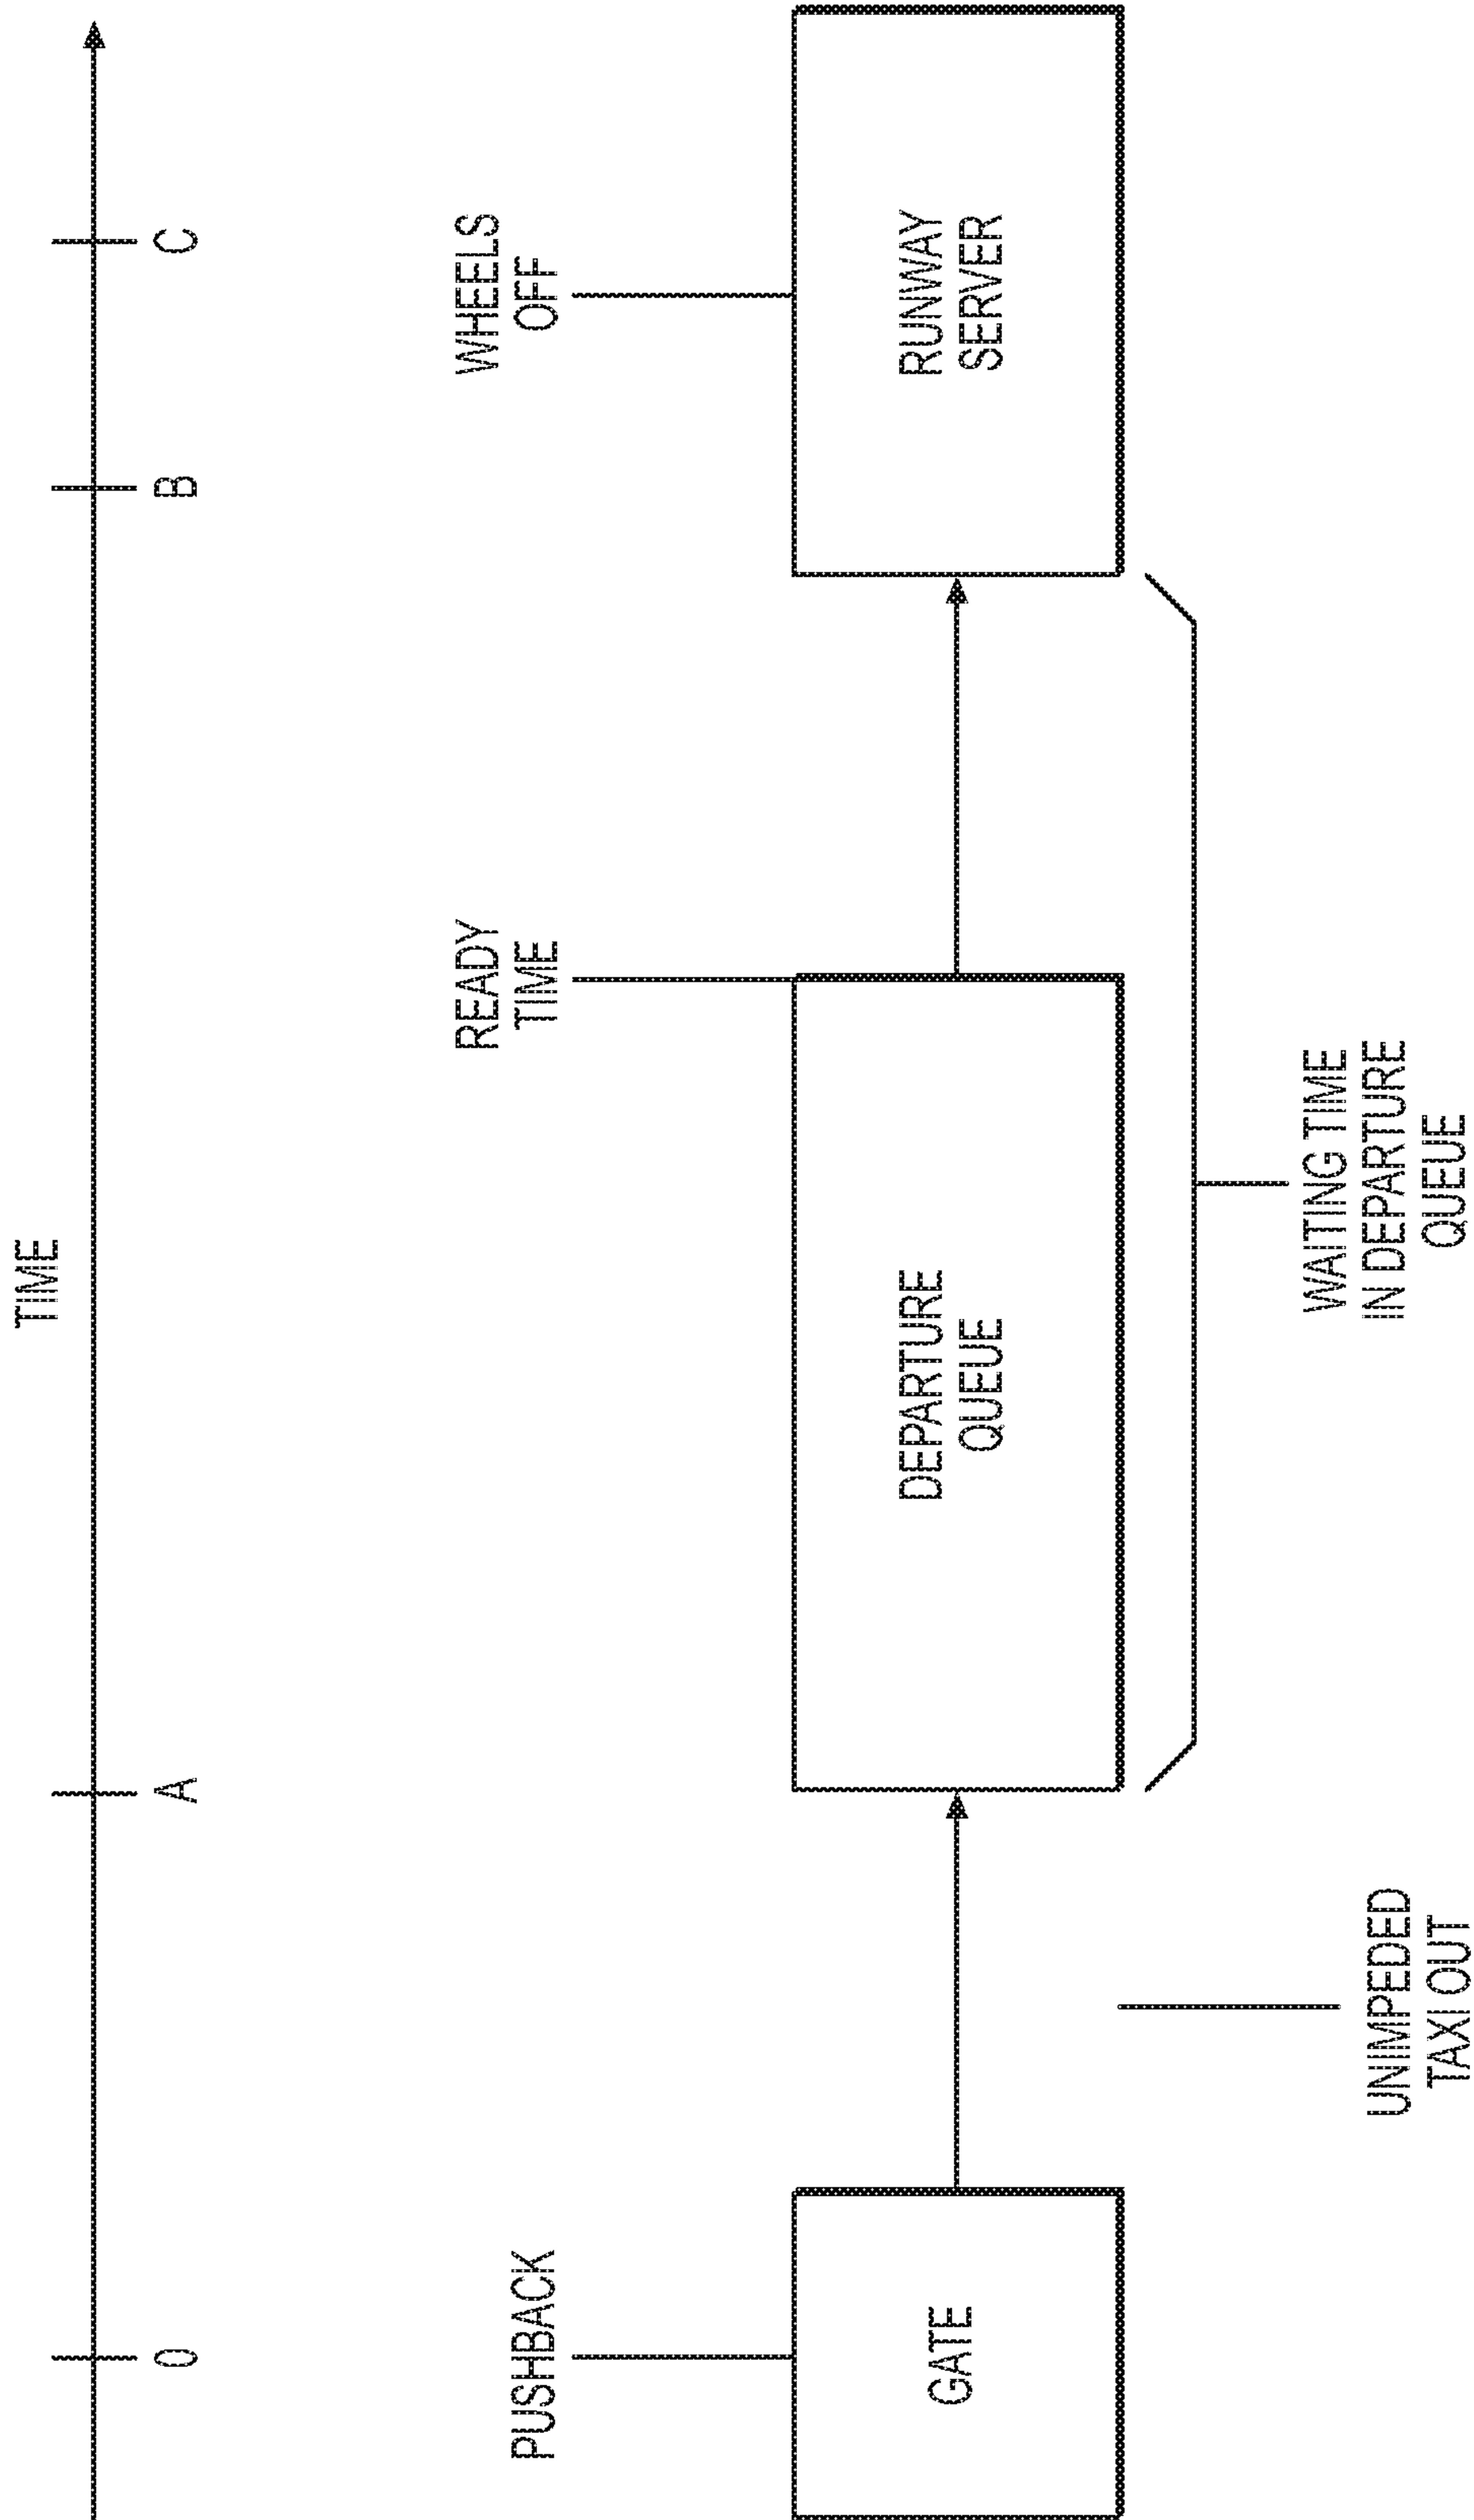 TIME
0
A
B
C
PUSHBACK
READY
TIME
WHEELS
OFF
GATE
DEPARTURE
QUEUE
RUNWAY
SERVER
UNIMPEDED
TAXI OUT
WAITING TIME
IN DEPARTURE
QUEUE